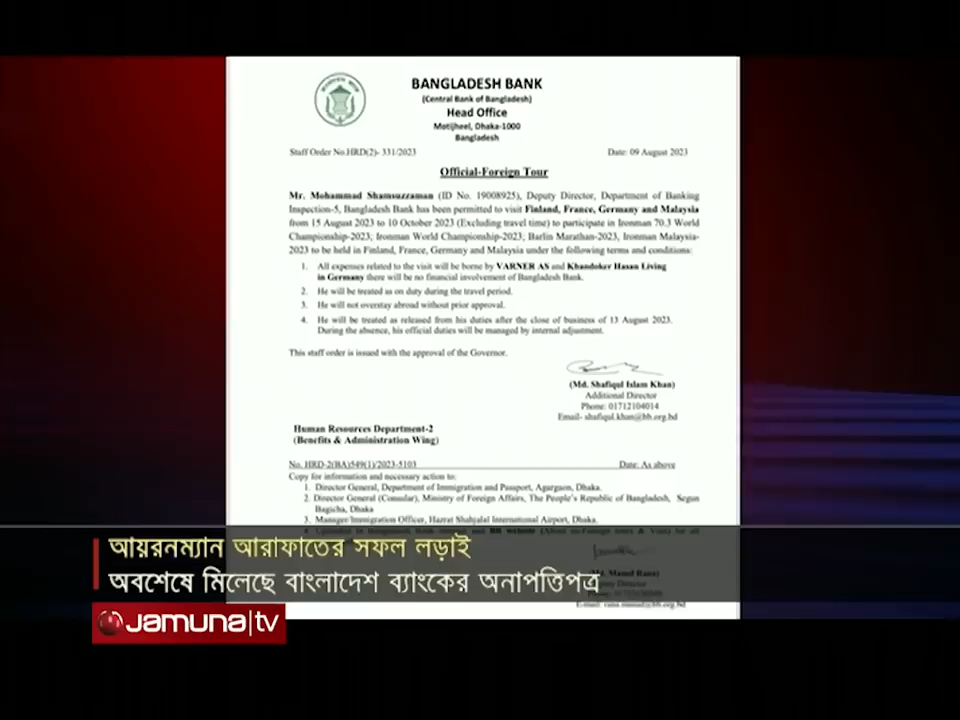 BANGLADESH BANK
(Central Bank of Bangladesh)
Head Office
Motijheel, Dhaka-1000
Bangladesh
Staff Order No.HRD(2)- 331/2023 Date: 09 August 2023
Official-Foreign Tour
Mr. Mohammad Shamsuzzaman (ID No. 19008925), Deputy Director, Department of Banking
Inspection-5, Bangladesh Bank has been permitted to visit Finland, France, Germany and Malaysia
from 15 August 2023 to 10 October 2023 (Excluding travel time) to participate in Ironman 70.3 World
Championship-2023; Ironman World Championship-2023; Barlin Marathan-2023, Ironman Malaysia-
2023 to be held in Finland, France, Germany and Malaysia under the following terms and conditions:
1. All expenses related to the visit will be borne by VARNER AS and Khandoker Hasan Living
in Germany there will be no financial involvement of Bangladesh Bank.
2. He will be treated as on duty during the travel period.
3. He will not overstay abroad without prior approval.
4. He will be treated as released from his duties after the close of business of 13 August 2023.
During the absence, his official duties will be managed by internal adjustment.
This staff order is issued with the approval of the Governor.
(Md. Shafiqul Islam Khan)
Additional Director
Phone: 01712104014
Email- shafiqul.khan@bb.org.bd
Human Resources Department-2
(Benefits & Administration Wing)
No. HRD-2(BA)549(1)/2023-5103 Date: As above
Copy for information and necessary action to:
1. Director General, Department of Immigration and Passport, Agargaon, Dhaka.
2. Director General (Consular), Ministry of Foreign Affairs, The People's Republic of Bangladesh, Segun
Bagicha, Dhaka
3. Manager/Immigration Officer, Hazrat Shahjalal International Airport, Dhaka.
আয়রনম্যান আরাফাতের সফল লড়াই
অবশেষে মিলেছে বাংলাদেশ ব্যাংকের অনাপত্তিপত্র
jamuna|tv